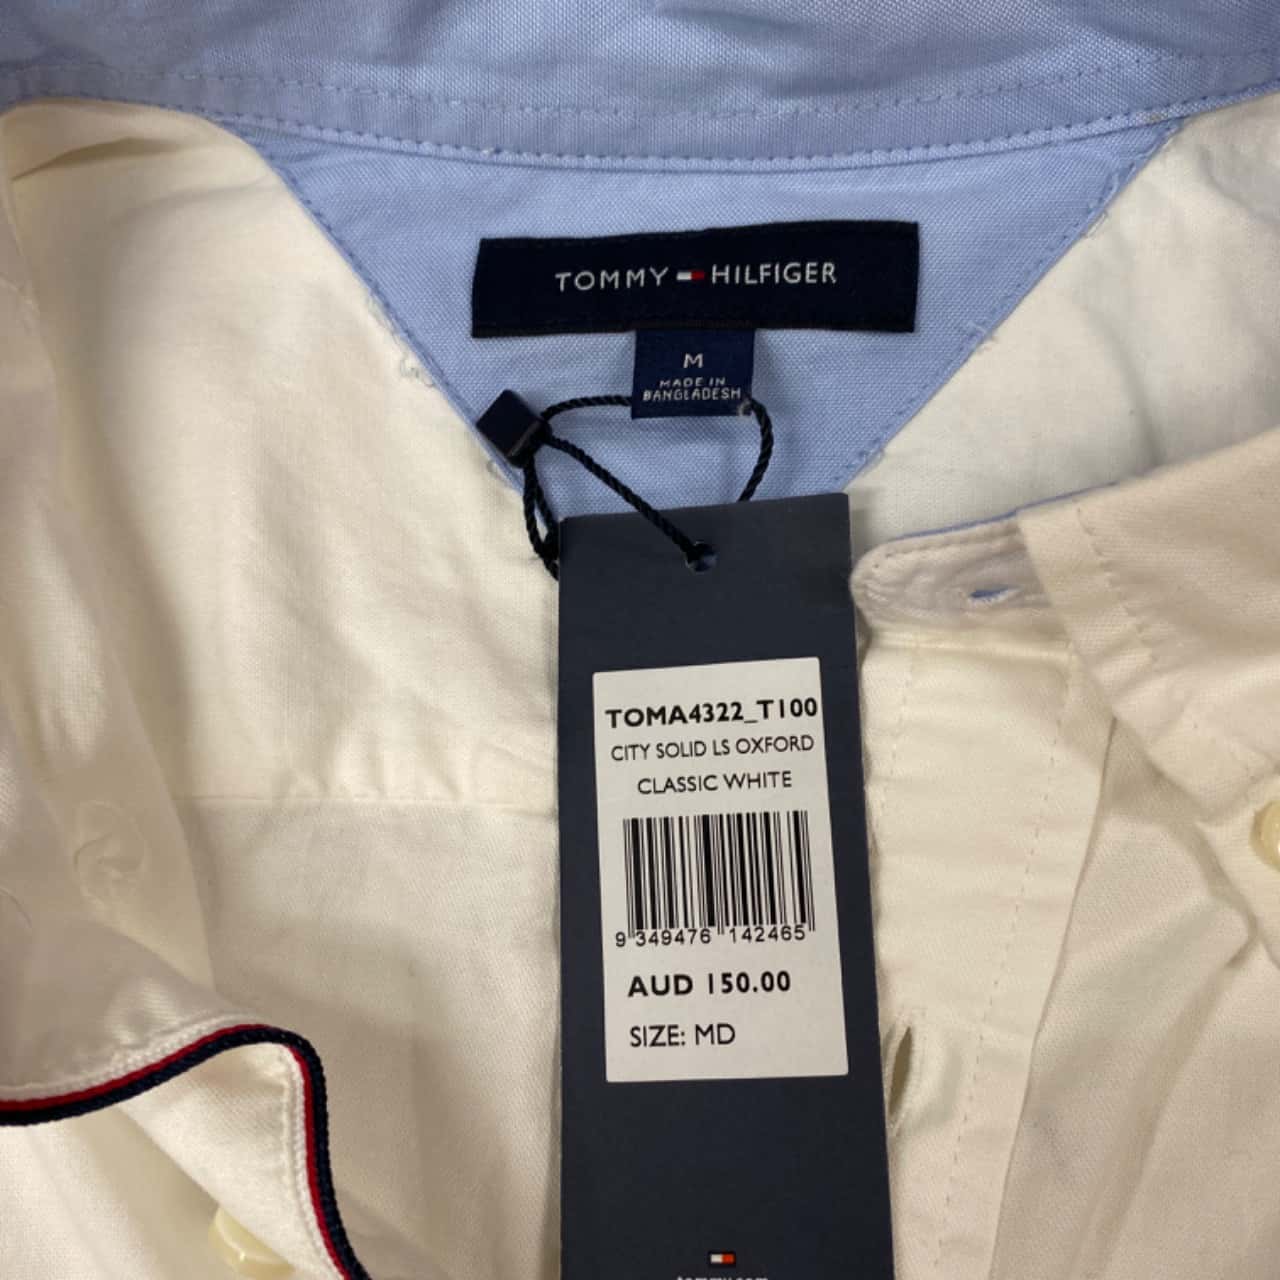 TOMMY HILFIGER
M
MADE IN
BANGLADESH
TOMA4322_T100
CITY SOLID LS OXFORD
CLASSIC WHITE
9 349476 142465
AUD 150.00
SIZE: MD